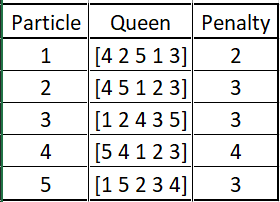 Particle Queen Penalty
1 [4 2 5 1 3] 2
2 [4 5 1 2 3] 3
3 [1 2 4 3 5] 3
4 [5 4 1 2 3] 4
5 [1 5 2 3 4] 3